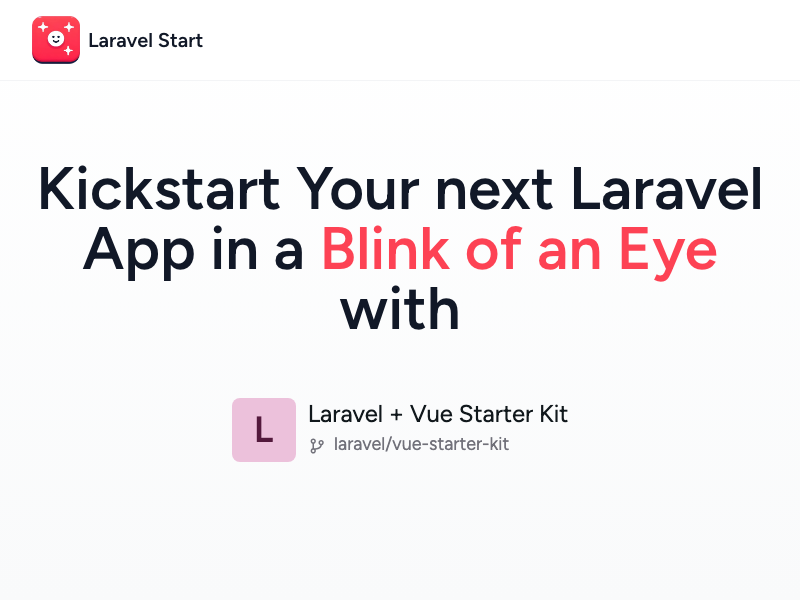 Laravel Start
Kickstart Your next Laravel
App in a Blink of an Eye
with
L
Laravel + Vue Starter Kit
laravel/vue-starter-kit